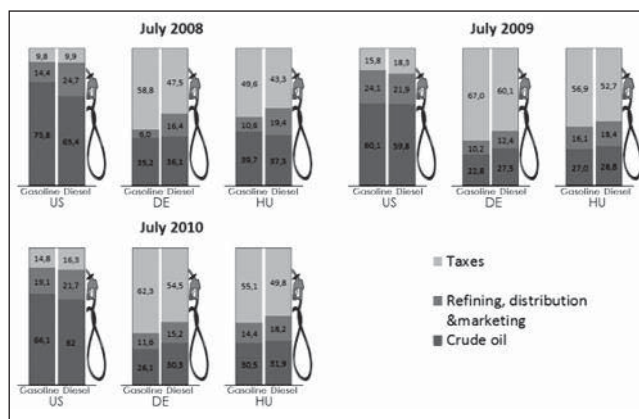 July 2008
July 2009
9,8 9,9
14,4 24,7
75,8 65,4
Gasoline Diesel
US
58,8 47,5
6,0 16,4
35,2 36,1
Gasoline Diesel
DE
49,6 43,3
10,6 19,4
39,7 37,3
Gasoline Diesel
HU
15,8 18,3
24,1 21,9
60,1 59,8
Gasoline Diesel
US
67,0 60,1
10,2 12,4
22,8 27,5
Gasoline Diesel
DE
56,9 52,7
16,1 18,4
27,0 28,8
Gasoline Diesel
HU
July 2010
14,8 16,3
19,1 21,7
66,1 62
Gasoline Diesel
US
62,3 54,5
11,6 15,2
26,1 30,3
Gasoline Diesel
DE
55,1 49,8
14,4 18,2
30,5 31,9
Gasoline Diesel
HU
Taxes
Refining, distribution
&marketing
Crude oil